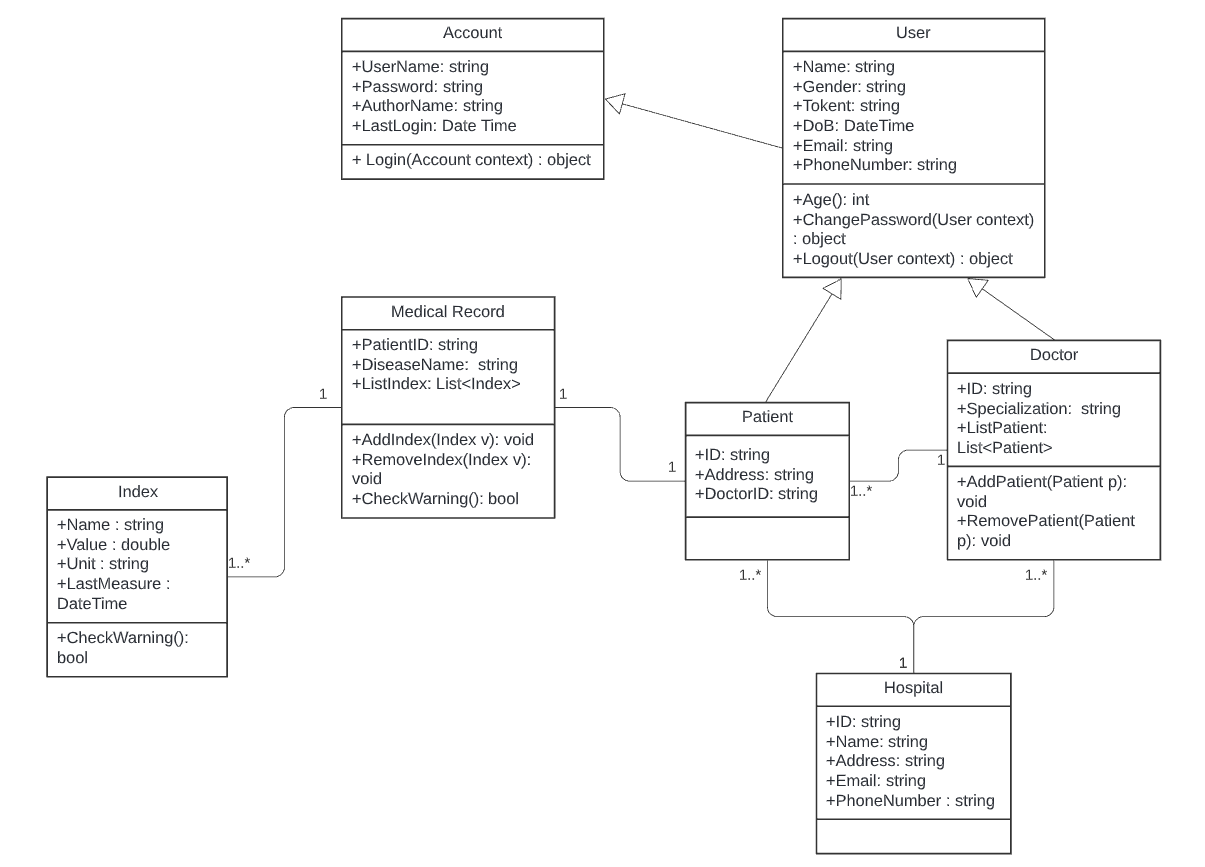 Account
+UserName: string
+Password: string
+AuthorName: string
+LastLogin: Date Time
+ Login(Account context) : object
User
+Name: string
+Gender: string
+Tokent: string
+DoB: DateTime
+Email: string
+PhoneNumber: string
+Age(): int
+ChangePassword(User context)
: object
+Logout(User context) : object
Medical Record
+PatientID: string
+DiseaseName:  string
+ListIndex: List<Index>
+AddIndex(Index v): void
+RemoveIndex(Index v):
void
+CheckWarning(): bool
1
1
Doctor
+ID: string
+Specialization:  string
+ListPatient:
List<Patient>
+AddPatient(Patient p):
void
+RemovePatient(Patient
p): void
Patient
+ID: string
+Address: string
+DoctorID: string
1
1..*
1
Index
+Name : string
+Value : double
+Unit : string
+LastMeasure :
DateTime
+CheckWarning():
bool
1..*
1..*
1..*
1
Hospital
+ID: string
+Name: string
+Address: string
+Email: string
+PhoneNumber : string